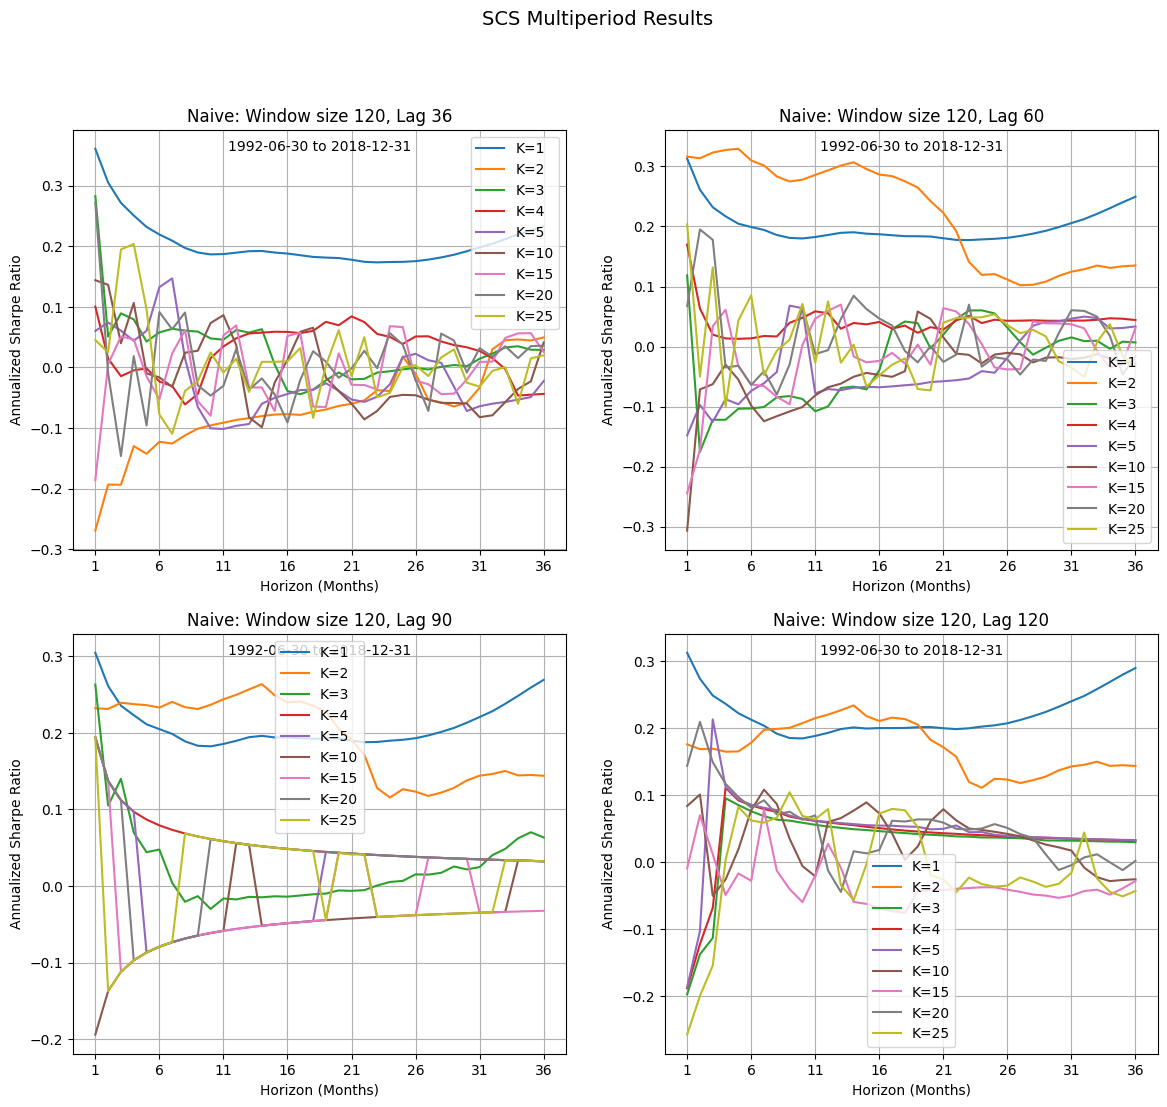 SCS Multiperiod Results
Naive: Window size 120, Lag 36
1992-06-30 to 2018-12-31
K=1
K=2
K=3
K=4
K=5
K=10
K=15
K=20
K=25
Annualized Sharpe Ratio
0.3
0.2
0.1
0.0
−0.1
−0.2
−0.3
1 6 11 16 21 26 31 36
Horizon (Months)
Naive: Window size 120, Lag 60
1992-06-30 to 2018-12-31
Annualized Sharpe Ratio
0.3
0.2
0.1
0.0
−0.1
−0.2
−0.3
K=1
K=2
K=3
K=4
K=5
K=10
K=15
K=20
K=25
1 6 11 16 21 26 31 36
Horizon (Months)
Naive: Window size 120, Lag 90
1992-06-30 to 2018-12-31
K=1
K=2
K=3
K=4
K=5
K=10
K=15
K=20
K=25
Annualized Sharpe Ratio
0.3
0.2
0.1
0.0
−0.1
−0.2
1 6 11 16 21 26 31 36
Horizon (Months)
Naive: Window size 120, Lag 120
1992-06-30 to 2018-12-31
Annualized Sharpe Ratio
0.3
0.2
0.1
0.0
−0.1
−0.2
K=1
K=2
K=3
K=4
K=5
K=10
K=15
K=20
K=25
1 6 11 16 21 26 31 36
Horizon (Months)